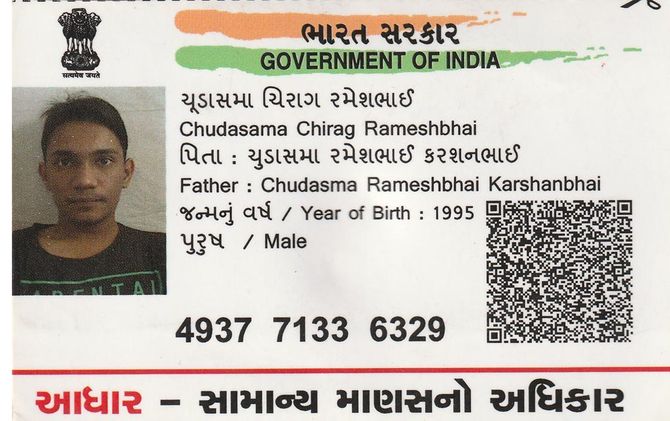 ભારત સરકાર
GOVERNMENT OF INDIA
सत्यमेव जयते
ચૂડાસમા ચિરાગ રમેશભાઈ
Chudasama Chirag Rameshbhai
પિતા : ચુડાસમા રમેશભાઈ કરશનભાઈ
Father : Chudasma Rameshbhai Karshanbhai
જન્મનું વર્ષ / Year of Birth : 1995
પુરુષ / Male
4937 7133 6329
આધાર – સામાન્ય માણસનો અધિકાર